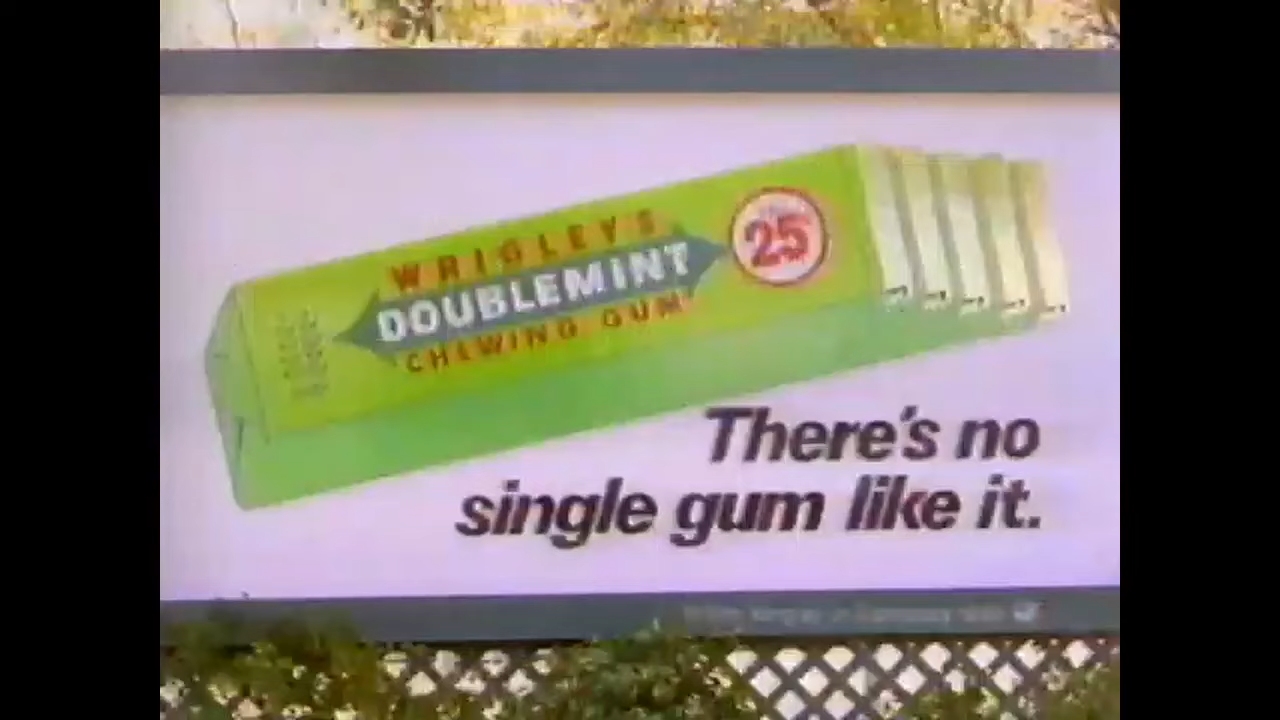 WRIGLEY'S
DOUBLEMINT
CHEWING GUM
25
There's no
single gum like it.